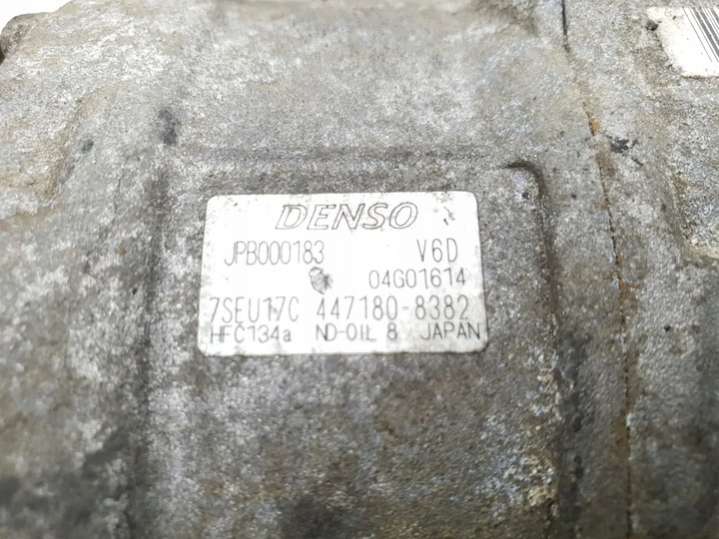 DENSO
JPB000183 V6D
04G01614
7SEU17C 447180-8382
HFC134a ND-OIL 8 JAPAN